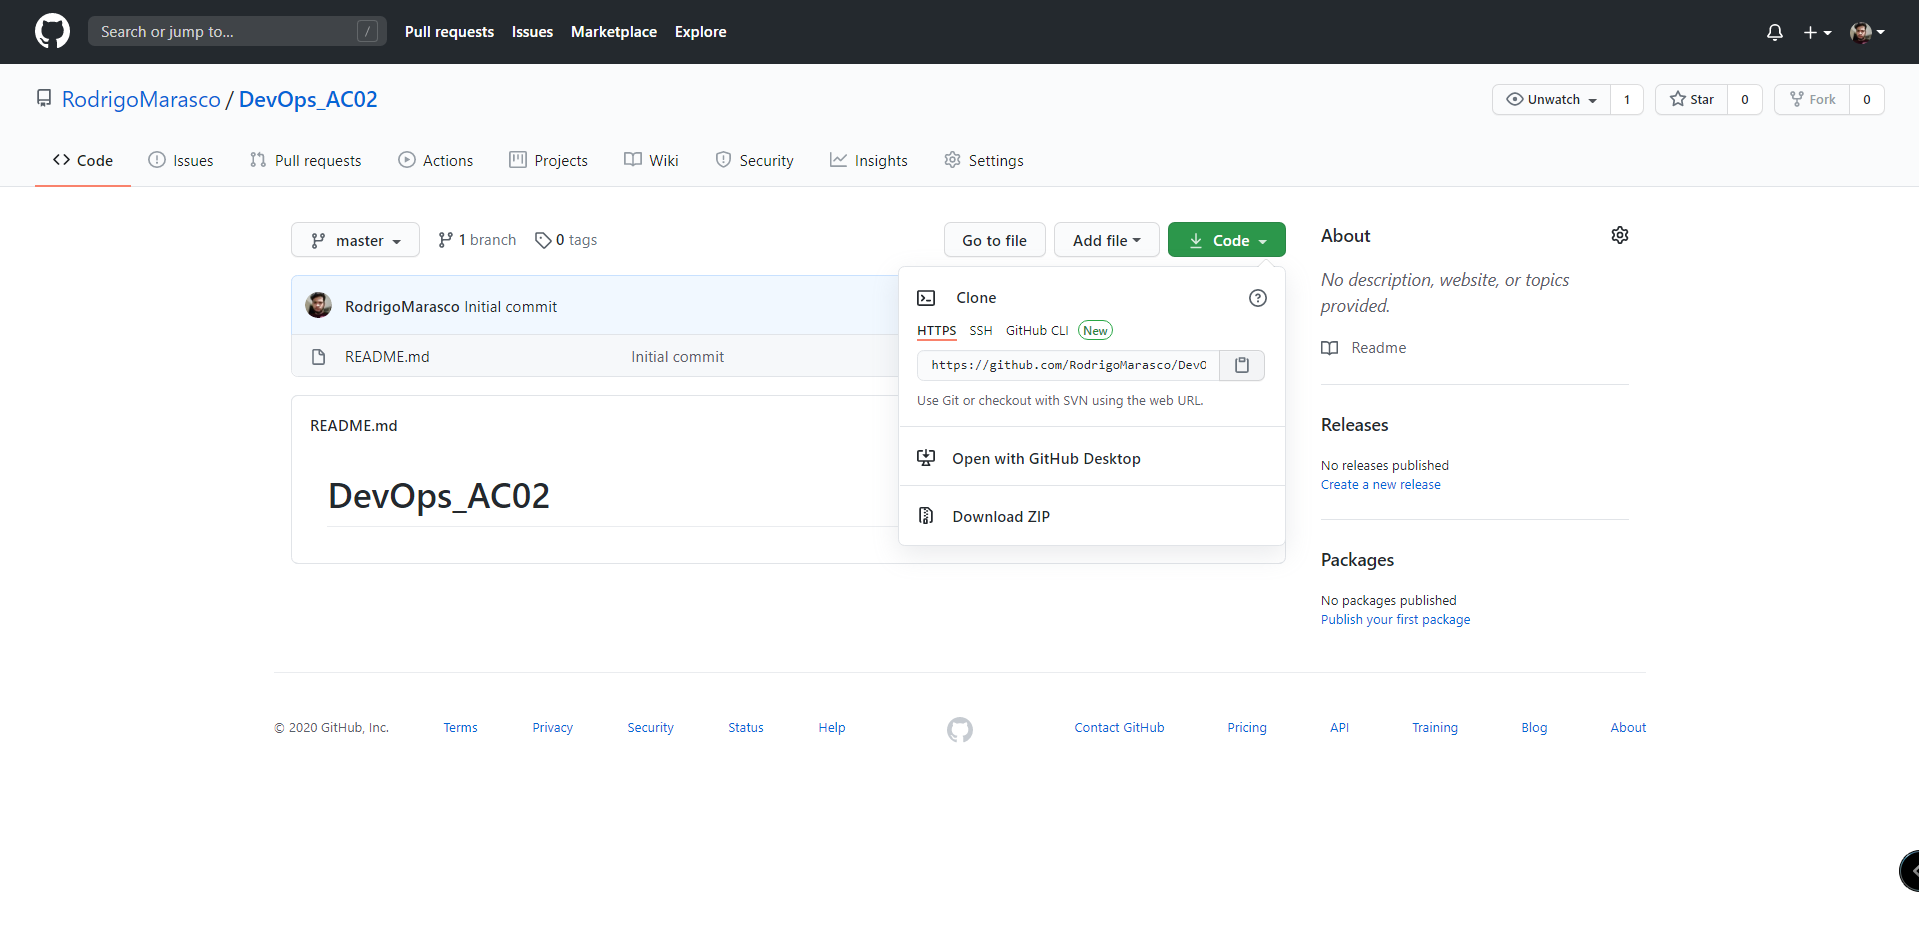 Search or jump to... /
Pull requests Issues Marketplace Explore
RodrigoMarasco / DevOps_AC02
Unwatch 1 Star 0 Fork 0
Code Issues Pull requests Actions Projects Wiki Security Insights Settings
master 1 branch 0 tags
Go to file Add file Code
RodrigoMarasco Initial commit
README.md Initial commit
README.md
DevOps_AC02
Clone
HTTPS SSH GitHub CLI New
https://github.com/RodrigoMarasco/DevO
Use Git or checkout with SVN using the web URL.
Open with GitHub Desktop
Download ZIP
About
No description, website, or topics
provided.
Readme
Releases
No releases published
Create a new release
Packages
No packages published
Publish your first package
© 2020 GitHub, Inc. Terms Privacy Security Status Help Contact GitHub Pricing API Training Blog About